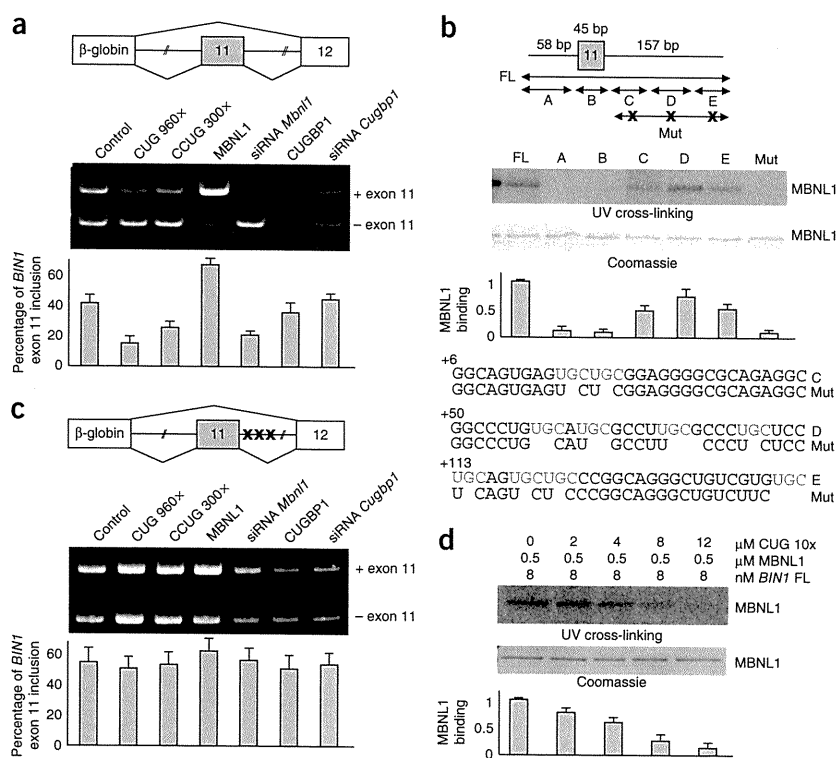 a
β-globin
11
12
Control
CUG 960×
CCUG 300×
MBNL1
siRNA Mbnl1
CUGBP1
siRNA Cugbp1
+ exon 11
– exon 11
Percentage of BIN1
exon 11 inclusion
60
40
20
0
b
45 bp
58 bp
11
157 bp
FL
A
B
C
D
E
X X X
Mut
FL A B C D E Mut
MBNL1
UV cross-linking
MBNL1
Coomassie
MBNL1
binding
1
0.5
0
+6
GGCAGUGAGUGCUGCGGAGGGGCGCAGAGGC C
GGCAGUGAGU CU CGGAGGGGCGCAGAGGC Mut
+50
GGCCCUGUGCAUGCGCCUUGCGCCCUGCUCC D
GGCCCUG CAU GCCUU CCCU CUCC Mut
+113
UGCAGUGCUGCCCGGCAGGGCUGUCGUGUGC E
U CAGU CU CCCGGCAGGGCUGUCUUC Mut
c
β-globin
11
XXX
12
Control
CUG 960×
CCUG 300×
MBNL1
siRNA Mbnl1
CUGBP1
siRNA Cugbp1
+ exon 11
– exon 11
Percentage of BIN1
exon 11 inclusion
60
40
20
0
d
0 2 4 8 12 µM CUG 10x
0.5 0.5 0.5 0.5 0.5 µM MBNL1
8 8 8 8 8 nM BIN1 FL
MBNL1
UV cross-linking
MBNL1
Coomassie
MBNL1
binding
1
0.5
0